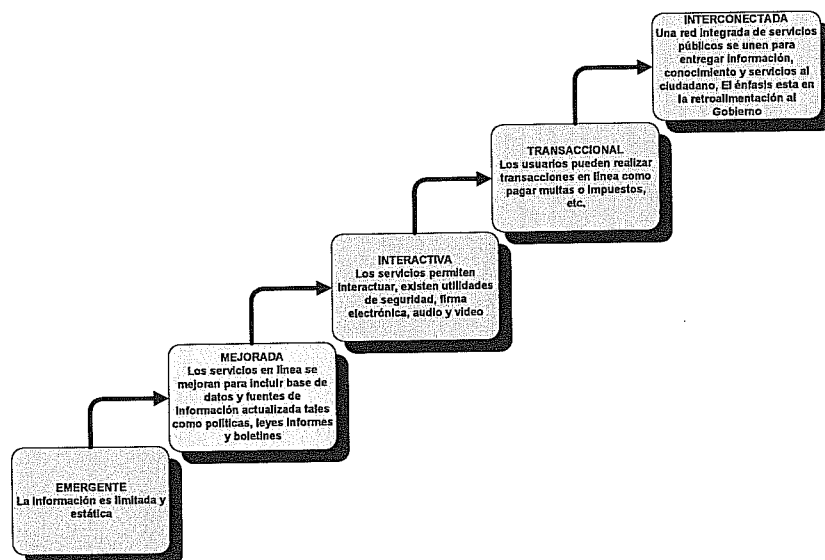 INTERCONECTADA
Una red integrada de servicios
públicos se unen para
entregar información,
conocimiento y servicios al
ciudadano, El énfasis esta en
la retroalimentación al
Gobierno
TRANSACCIONAL
Los usuarios pueden realizar
transacciones en línea como
pagar multas o impuestos,
etc.
INTERACTIVA
Los servicios permiten
interactuar, existen utilidades
de seguridad, firma
electrónica, audio y video
MEJORADA
Los servicios en línea se
mejoran para incluir base de
datos y fuentes de
información actualizada tales
como políticas, leyes informes
y boletines
EMERGENTE
La información es limitada y
estática